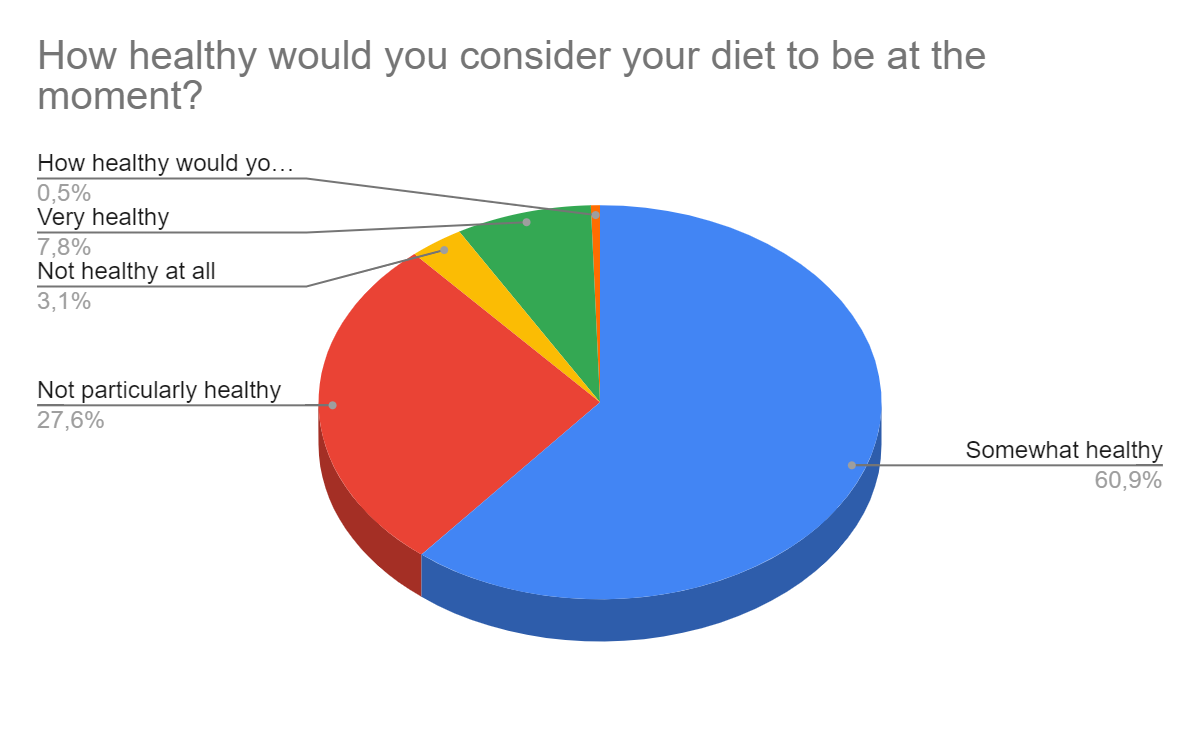 How healthy would you consider your diet to be at the
moment?
How healthy would yo…
0,5%
Very healthy
7,8%
Not healthy at all
3,1%
Not particularly healthy
27,6%
Somewhat healthy
60,9%